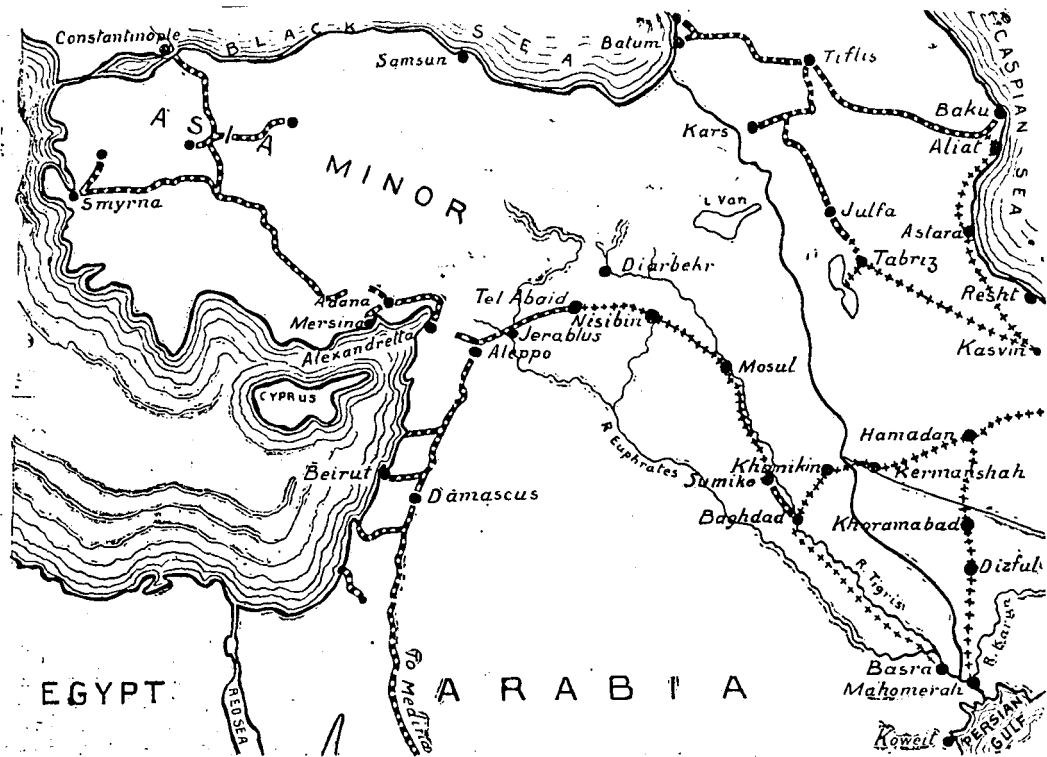 Constantinople
BLACK SEA
Samsun
Batum
Tiflis
CASPIAN SEA
Baku
Aliat
Kars
ASIA MINOR
L Van
Julfa
Astara
Smyrna
Tabriz
Diarbekr
Resht
Adana
Tel Abaid
Nisibin
Mersina
Jerablus
Alexandretta
Aleppo
Kasvin
Mosul
CYPRUS
Hamadan
R Euphrates
Beirut
Khanikin
Kermanshah
Sumike
Damascus
Baghdad
Khoramabad
Dizful
R. Tigris
R. Karun
To Medina
Basra
EGYPT
ARABIA
Mahomerah
RED SEA
PERSIAN GULF
Koweit